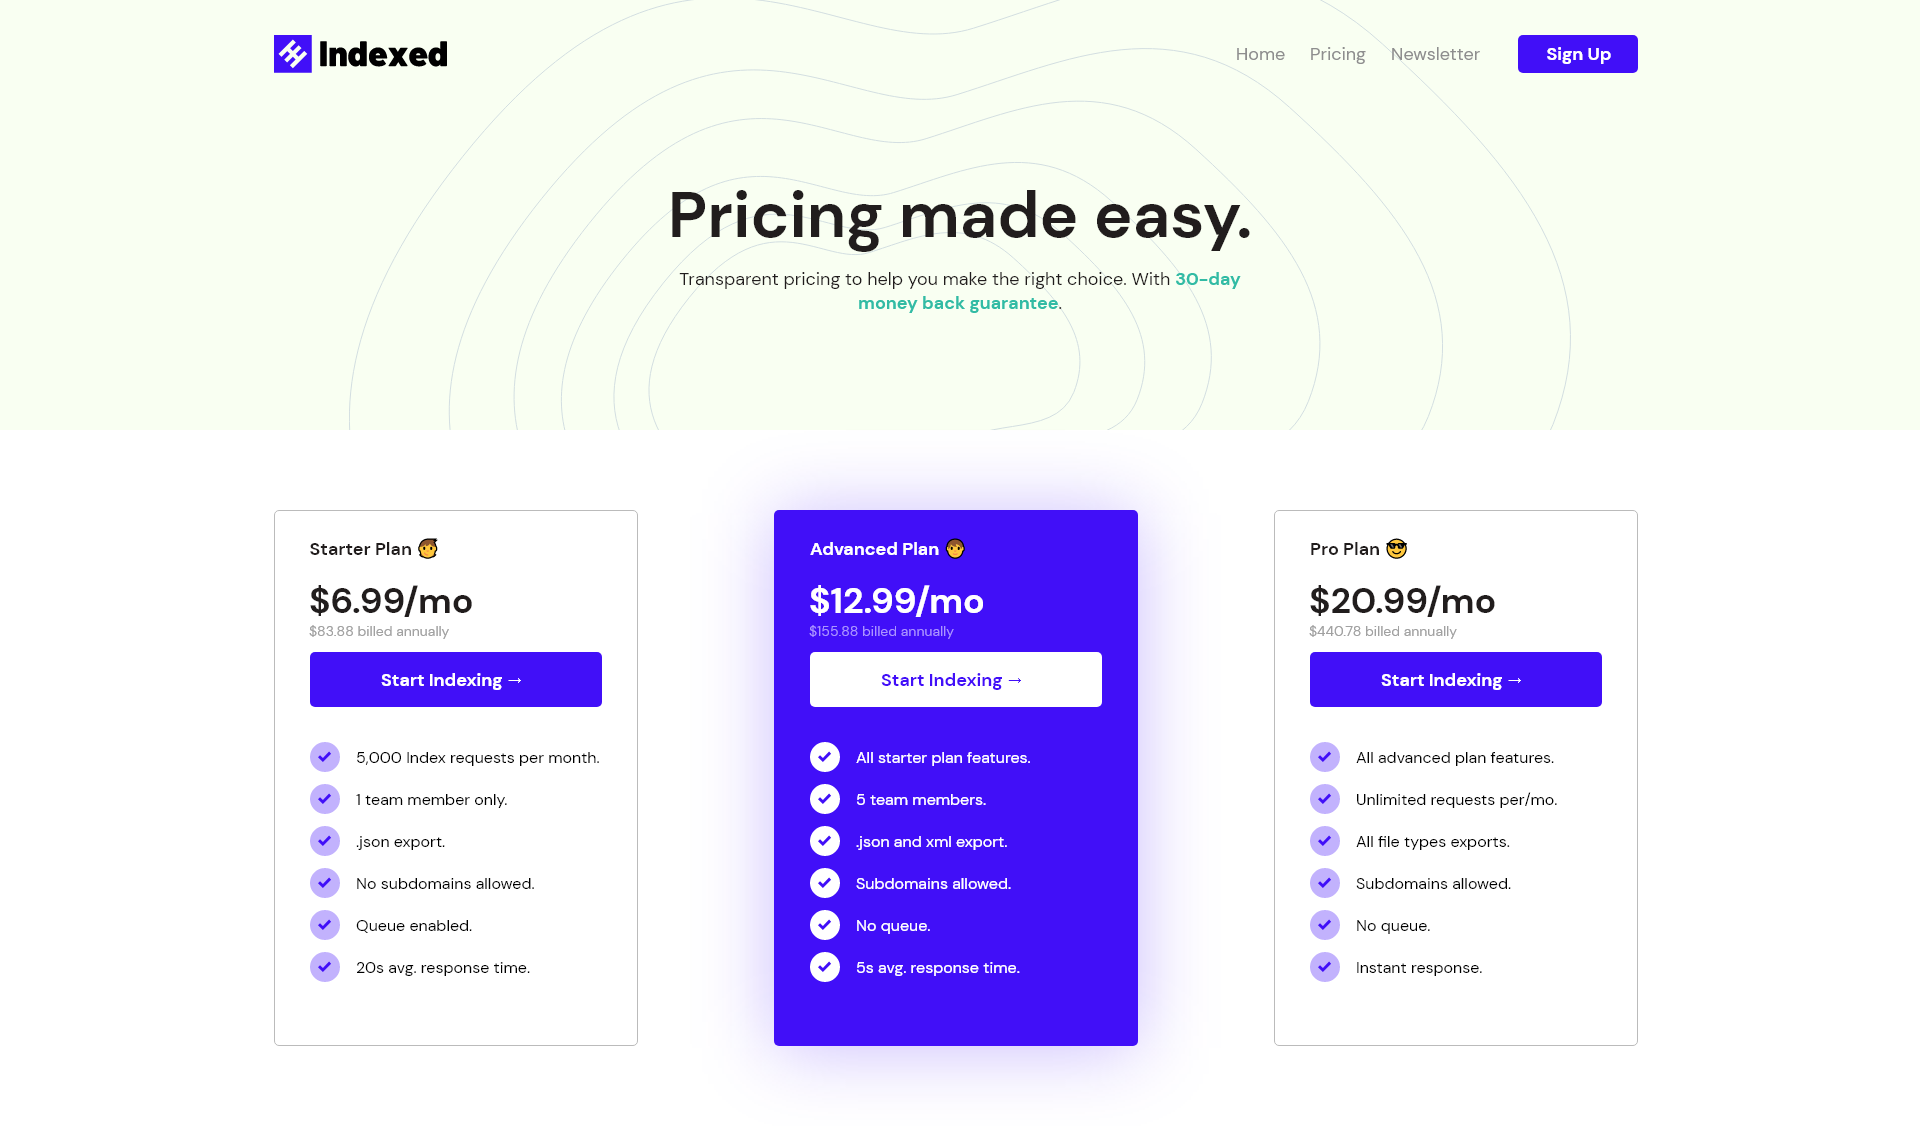 Indexed
Home
Pricing
Newsletter
Sign Up
Pricing made easy.
Transparent pricing to help you make the right choice. With 30-day
money back guarantee.
Starter Plan
$6.99/mo
$83.88 billed annually
Start Indexing →
5,000 Index requests per month.
1 team member only.
.json export.
No subdomains allowed.
Queue enabled.
20s avg. response time.
Advanced Plan
$12.99/mo
$155.88 billed annually
Start Indexing →
All starter plan features.
5 team members.
.json and xml export.
Subdomains allowed.
No queue.
5s avg. response time.
Pro Plan
$20.99/mo
$440.78 billed annually
Start Indexing →
All advanced plan features.
Unlimited requests per/mo.
All file types exports.
Subdomains allowed.
No queue.
Instant response.